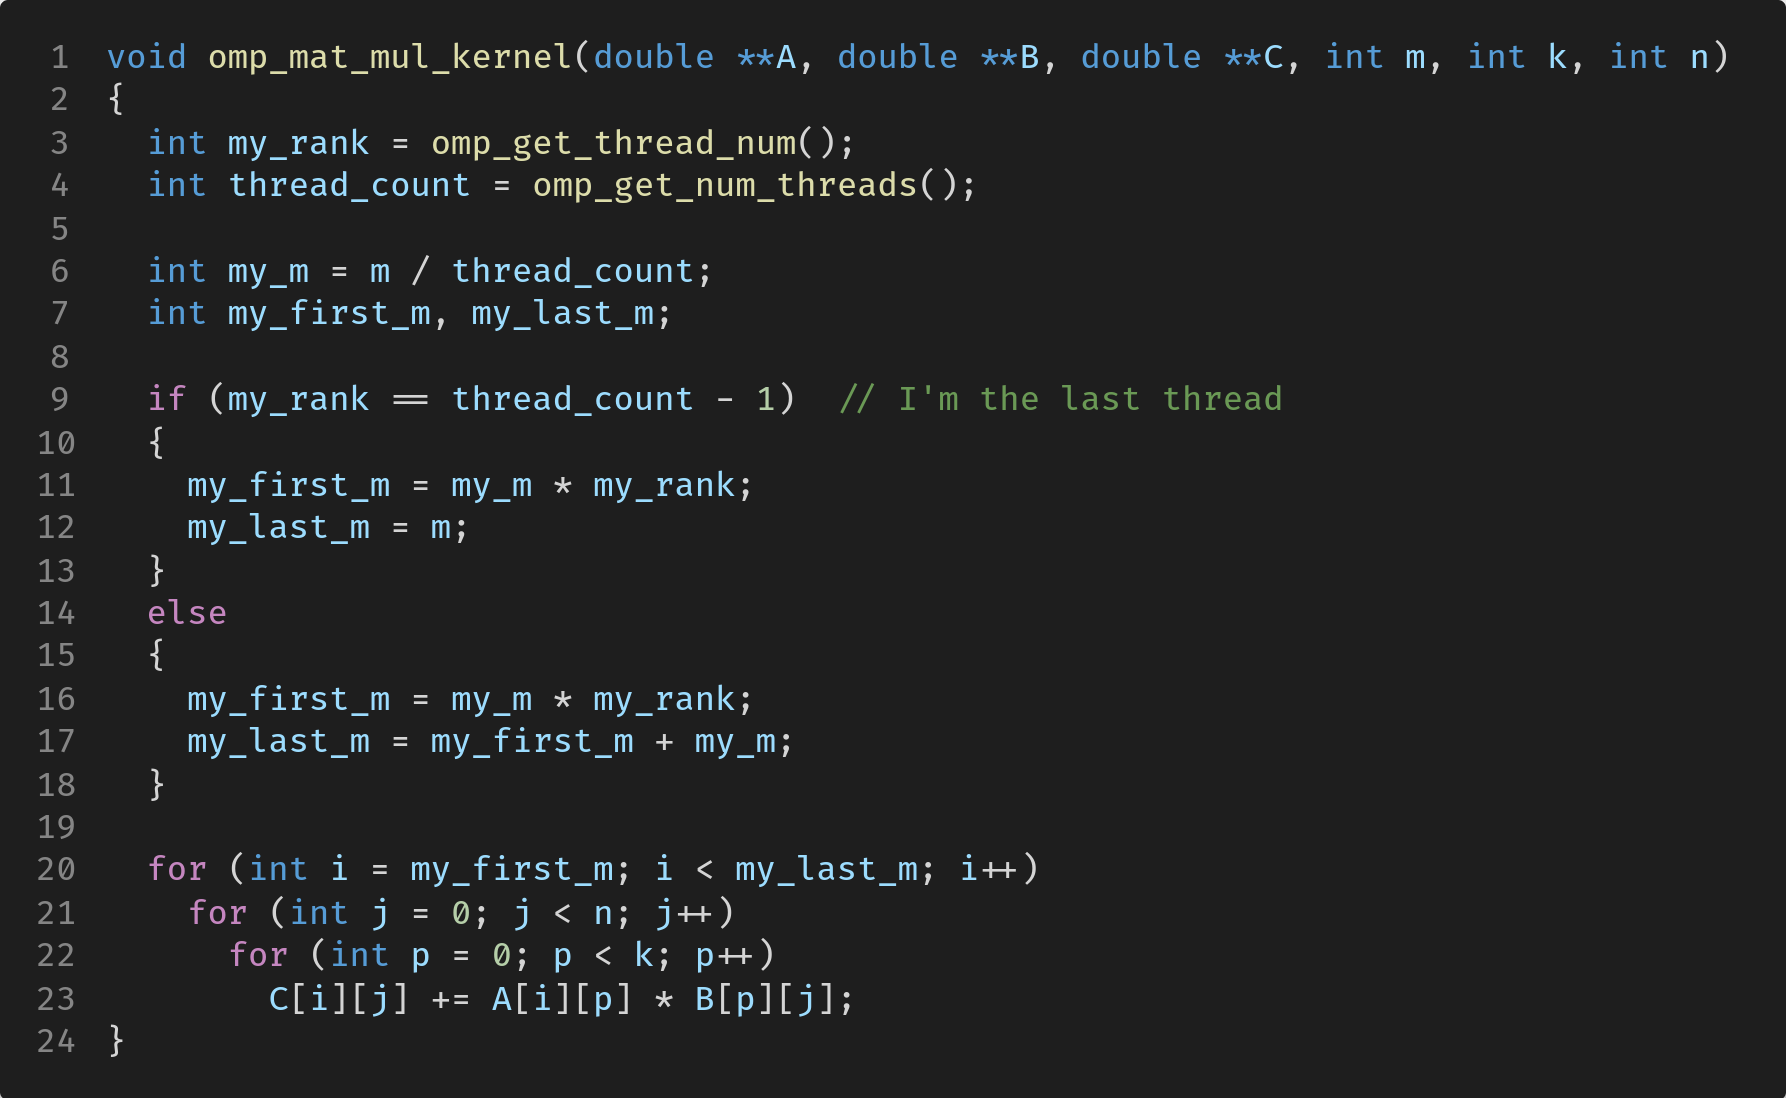 1 void omp_mat_mul_kernel(double **A, double **B, double **C, int m, int k, int n)
2 {
3   int my_rank = omp_get_thread_num();
4   int thread_count = omp_get_num_threads();
5
6   int my_m = m / thread_count;
7   int my_first_m, my_last_m;
8
9   if (my_rank == thread_count - 1)  // I'm the last thread
10   {
11     my_first_m = my_m * my_rank;
12     my_last_m = m;
13   }
14   else
15   {
16     my_first_m = my_m * my_rank;
17     my_last_m = my_first_m + my_m;
18   }
19
20   for (int i = my_first_m; i < my_last_m; i++)
21     for (int j = 0; j < n; j++)
22       for (int p = 0; p < k; p++)
23         C[i][j] += A[i][p] * B[p][j];
24 }